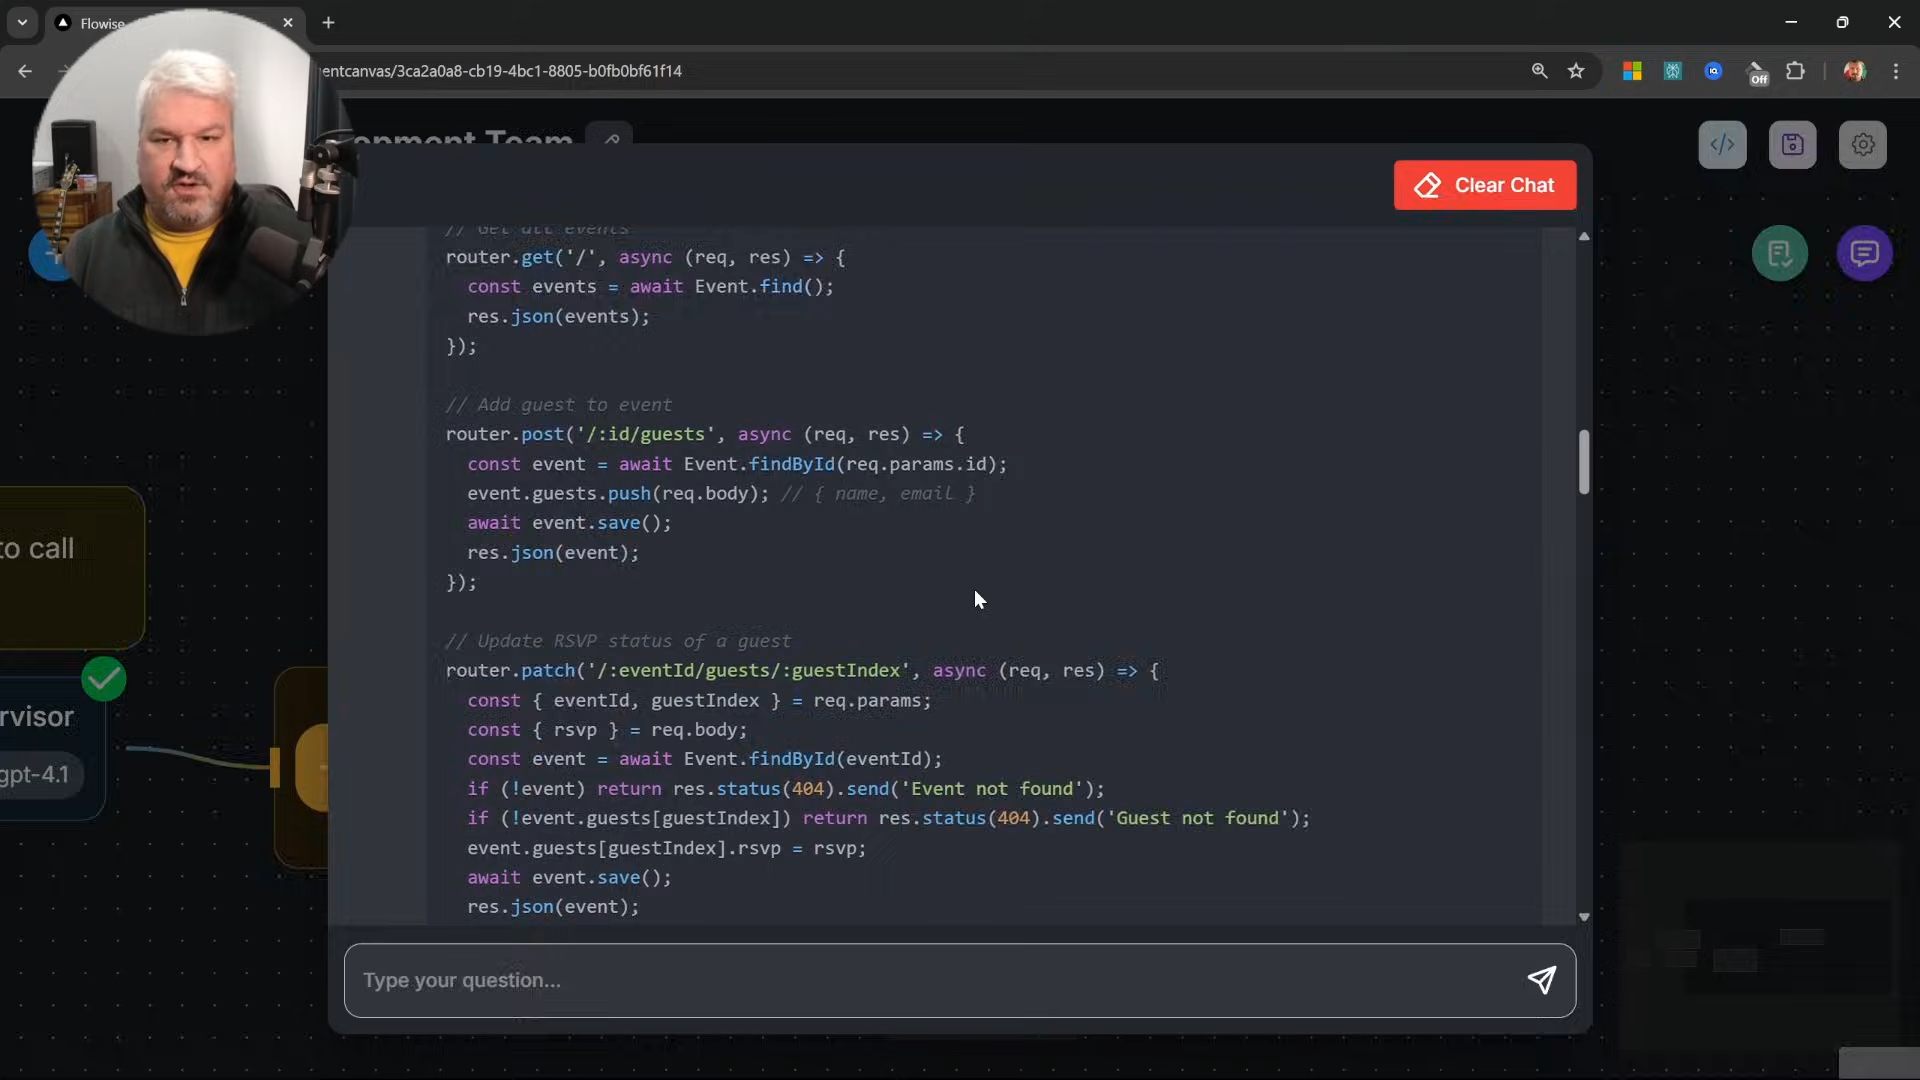 Flowise
entcanvas/3ca2a0a8-cb19-4bc1-8805-b0fb0bf61f14
Off
opment Team
Clear Chat
// Get all events
router.get('/', async (req, res) => {
const events = await Event.find();
res.json(events);
});
// Add guest to event
router.post('/:id/guests', async (req, res) => {
const event = await Event.findById(req.params.id);
event.guests.push(req.body); // { name, email }
await event.save();
res.json(event);
});
// Update RSVP status of a guest
router.patch('/:eventId/guests/:guestIndex', async (req, res) => {
const { eventId, guestIndex } = req.params;
const { rsvp } = req.body;
const event = await Event.findById(eventId);
if (!event) return res.status(404).send('Event not found');
if (!event.guests[guestIndex]) return res.status(404).send('Guest not found');
event.guests[guestIndex].rsvp = rsvp;
await event.save();
res.json(event);
to call
rvisor
gpt-4.1
Type your question...